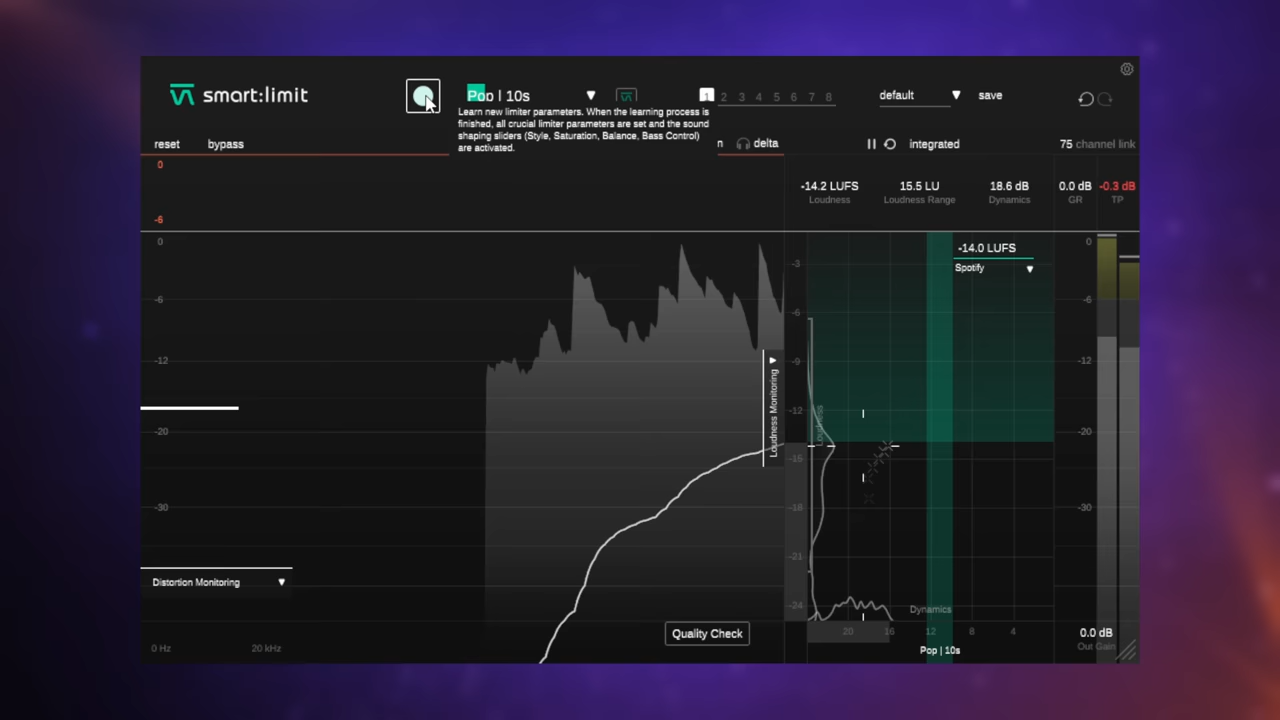 smart:limit
Pop | 10s
1 2 3 4 5 6 7 8
default
save
Learn new limiter parameters. When the learning process is
finished, all crucial limiter parameters are set and the sound
shaping sliders (Style, Saturation, Balance, Bass Control)
are activated.
reset
bypass
n
delta
integrated
75 channel link
0
-6
-14.2 LUFS
Loudness
15.5 LU
Loudness Range
18.6 dB
Dynamics
0.0 dB
GR
-0.3 dB
TP
0
-6
-12
-20
-30
Loudness Monitoring
-3
-6
-9
-12
-15
-18
-21
-24
Loudness
-14.0 LUFS
Spotify
0
-6
-12
-20
-30
Distortion Monitoring
Quality Check
Dynamics
20 16 12 8 4
Pop | 10s
0.0 dB
Out Gain
0 Hz
20 kHz